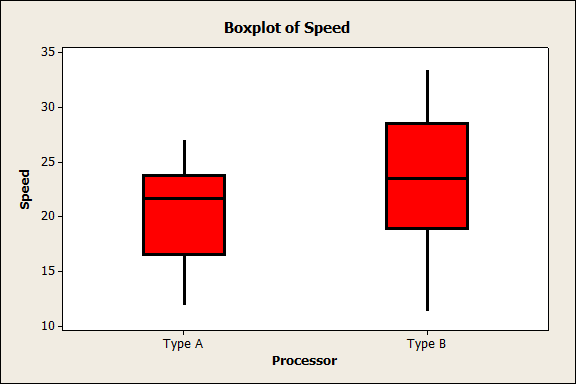 Boxplot of Speed
35
30
25
20
15
10
Speed
Type A
Type B
Processor